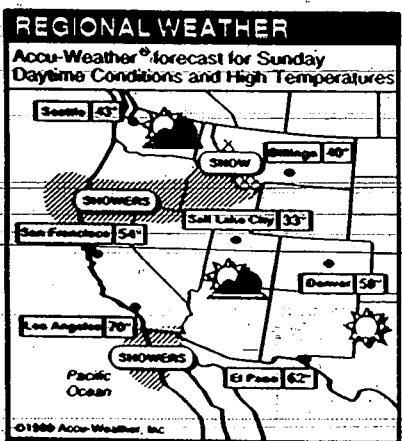 REGIONAL WEATHER
Accu-Weather® forecast for Sunday
Daytime Conditions and High Temperatures
Seattle 43°
SNOW
Billings 40°
SHOWERS
Salt Lake City 33°
San Francisco 54°
Denver 58°
Los Angeles 70°
SHOWERS
Pacific
Ocean
El Paso 62°
Accu-Weather, Inc